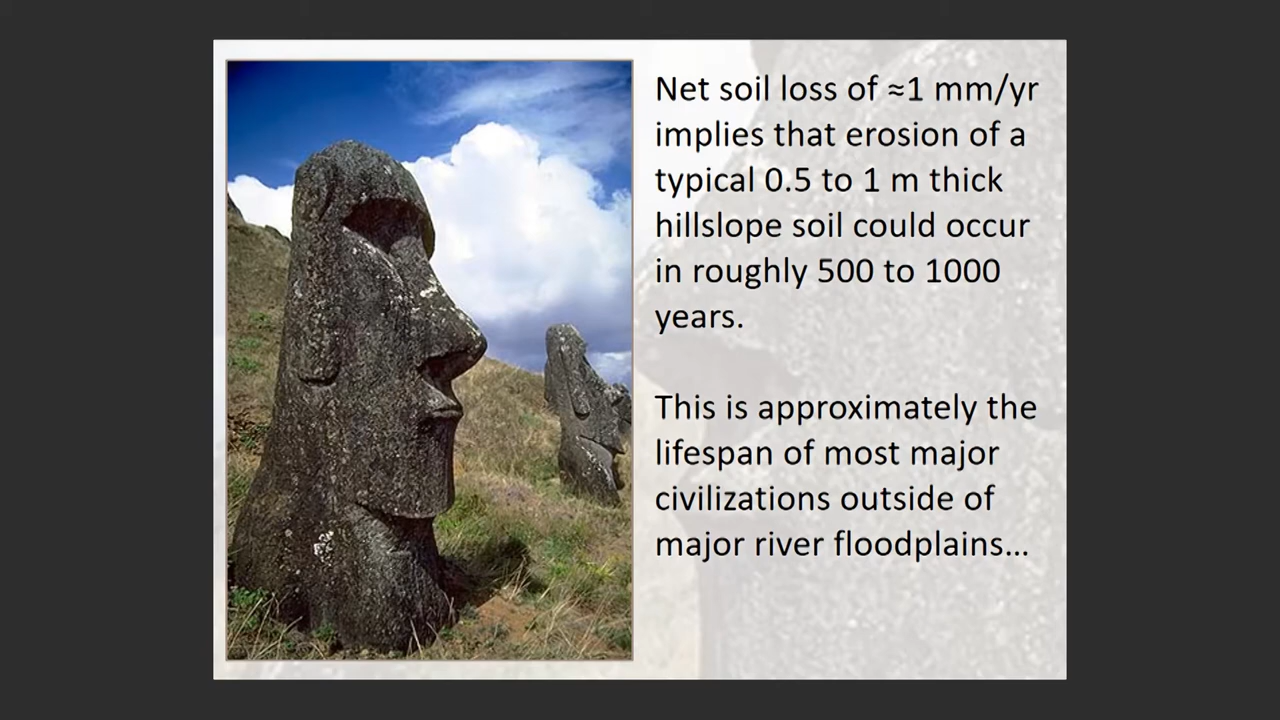 Net soil loss of ≈1 mm/yr
implies that erosion of a
typical 0.5 to 1 m thick
hillslope soil could occur
in roughly 500 to 1000
years.
This is approximately the
lifespan of most major
civilizations outside of
major river floodplains...